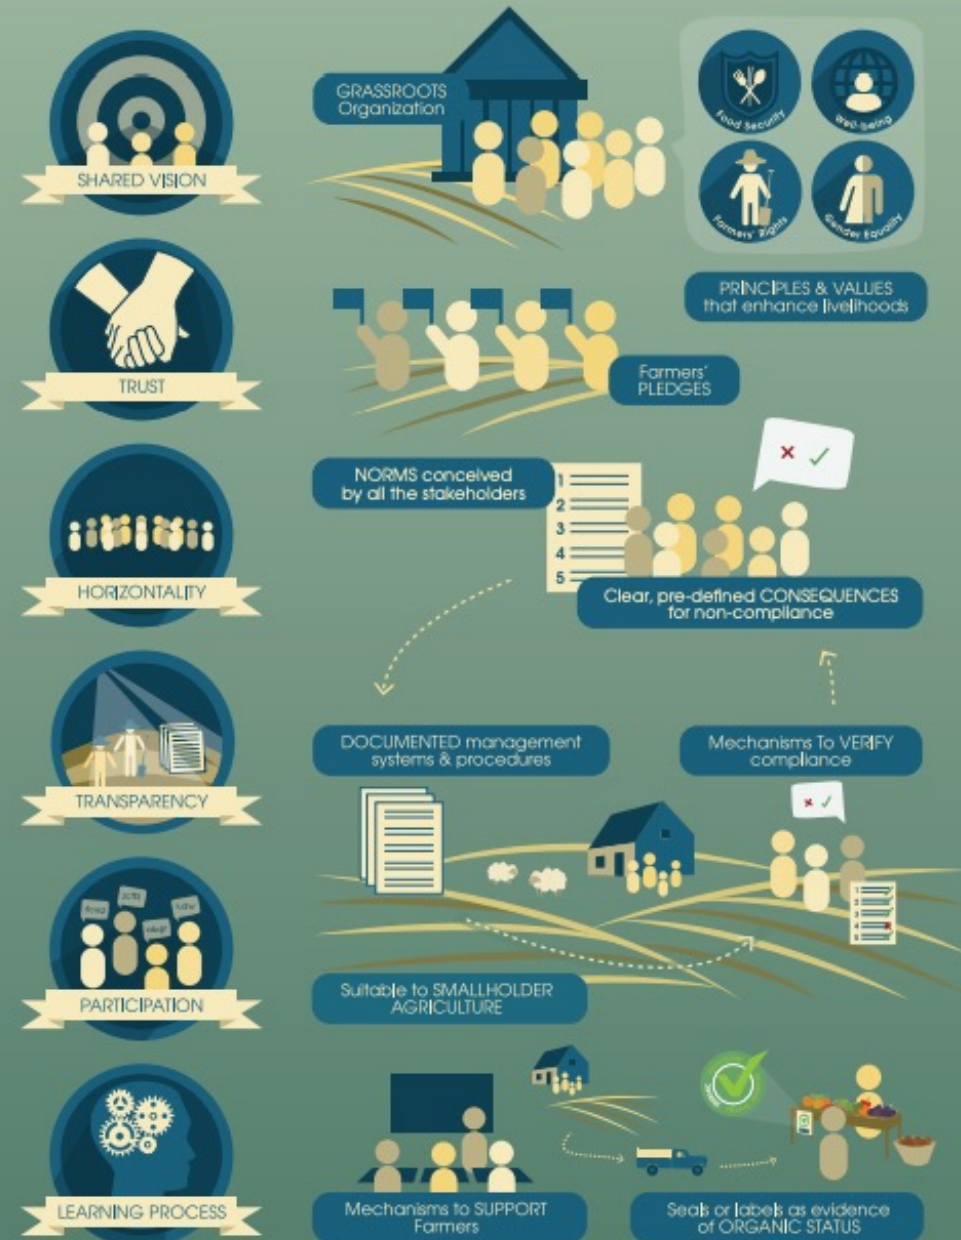 SHARED VISION
GRASSROOTS
Organization
Food Security
Well-being
Farmers' Rights
Gender Equality
PRINCIPLES & VALUES
that enhance livelihoods
TRUST
Farmers'
PLEDGES
HORIZONTALITY
NORMS conceived
by all the stakeholders
1
2
3
4
5
Clear, pre-defined CONSEQUENCES
for non-compliance
TRANSPARENCY
DOCUMENTED management
systems & procedures
Mechanisms To VERIFY
compliance
PARTICIPATION
Suitable to SMALLHOLDER
AGRICULTURE
LEARNING PROCESS
Mechanisms to SUPPORT
Farmers
Seals or labels as evidence
of ORGANIC STATUS